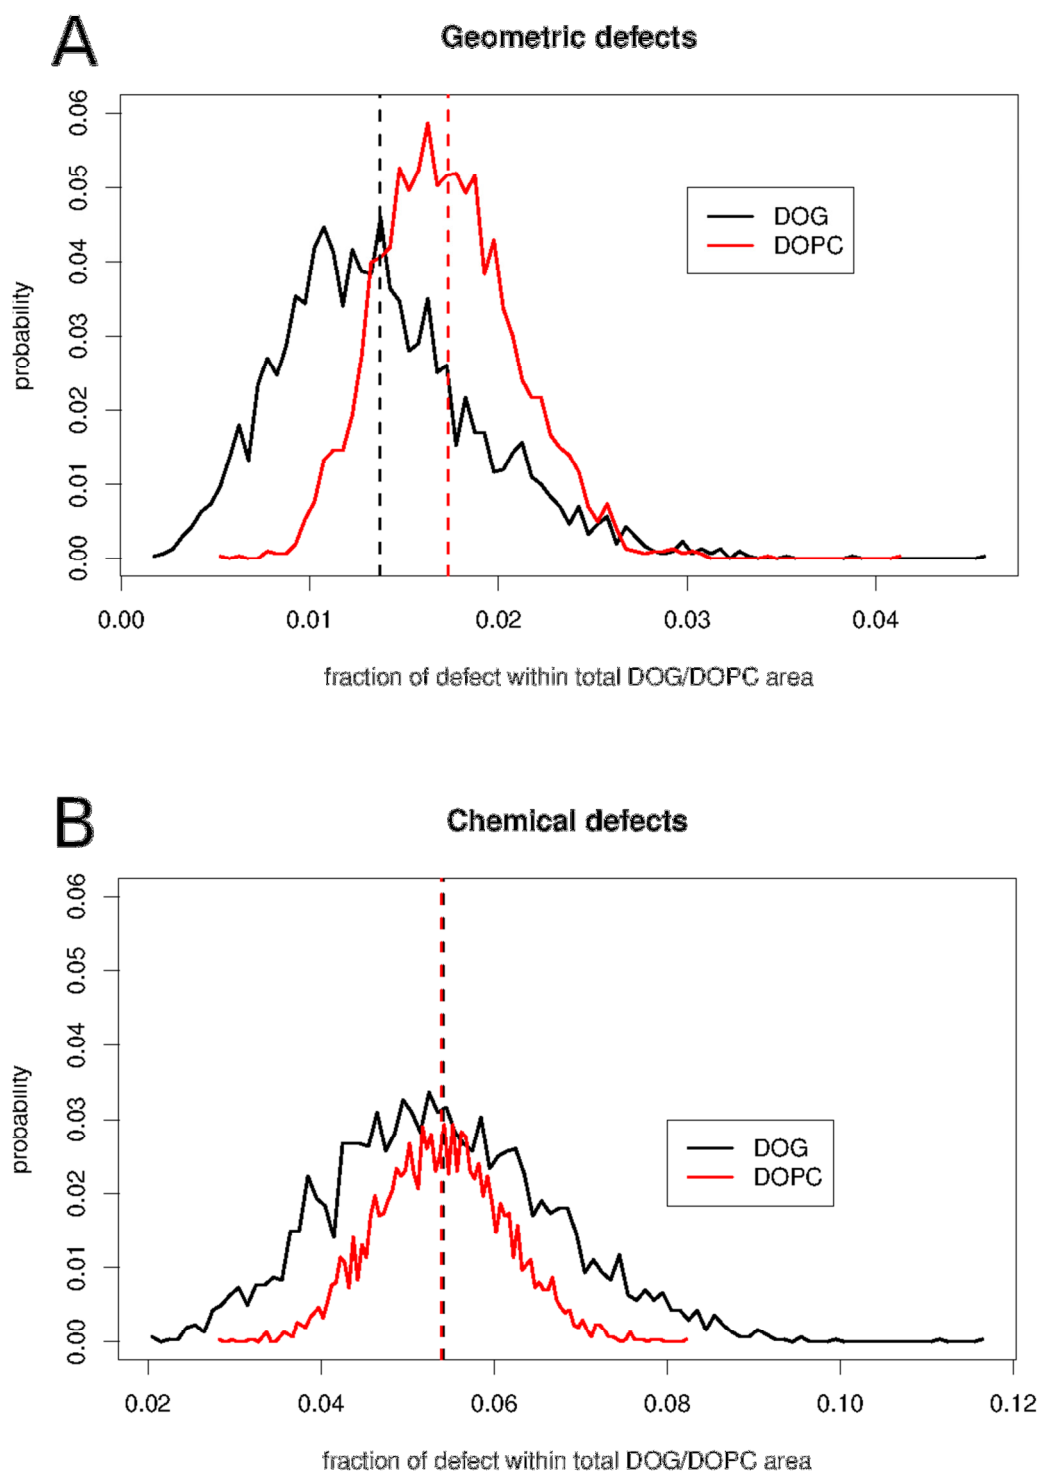 A
Geometric defects
0.06
0.05
0.04
0.03
0.02
0.01
0.00
probability
DOG
DOPC
0.00 0.01 0.02 0.03 0.04
fraction of defect within total DOG/DOPC area
B
Chemical defects
0.06
0.05
0.04
0.03
0.02
0.01
0.00
probability
DOG
DOPC
0.02 0.04 0.06 0.08 0.10 0.12
fraction of defect within total DOG/DOPC area